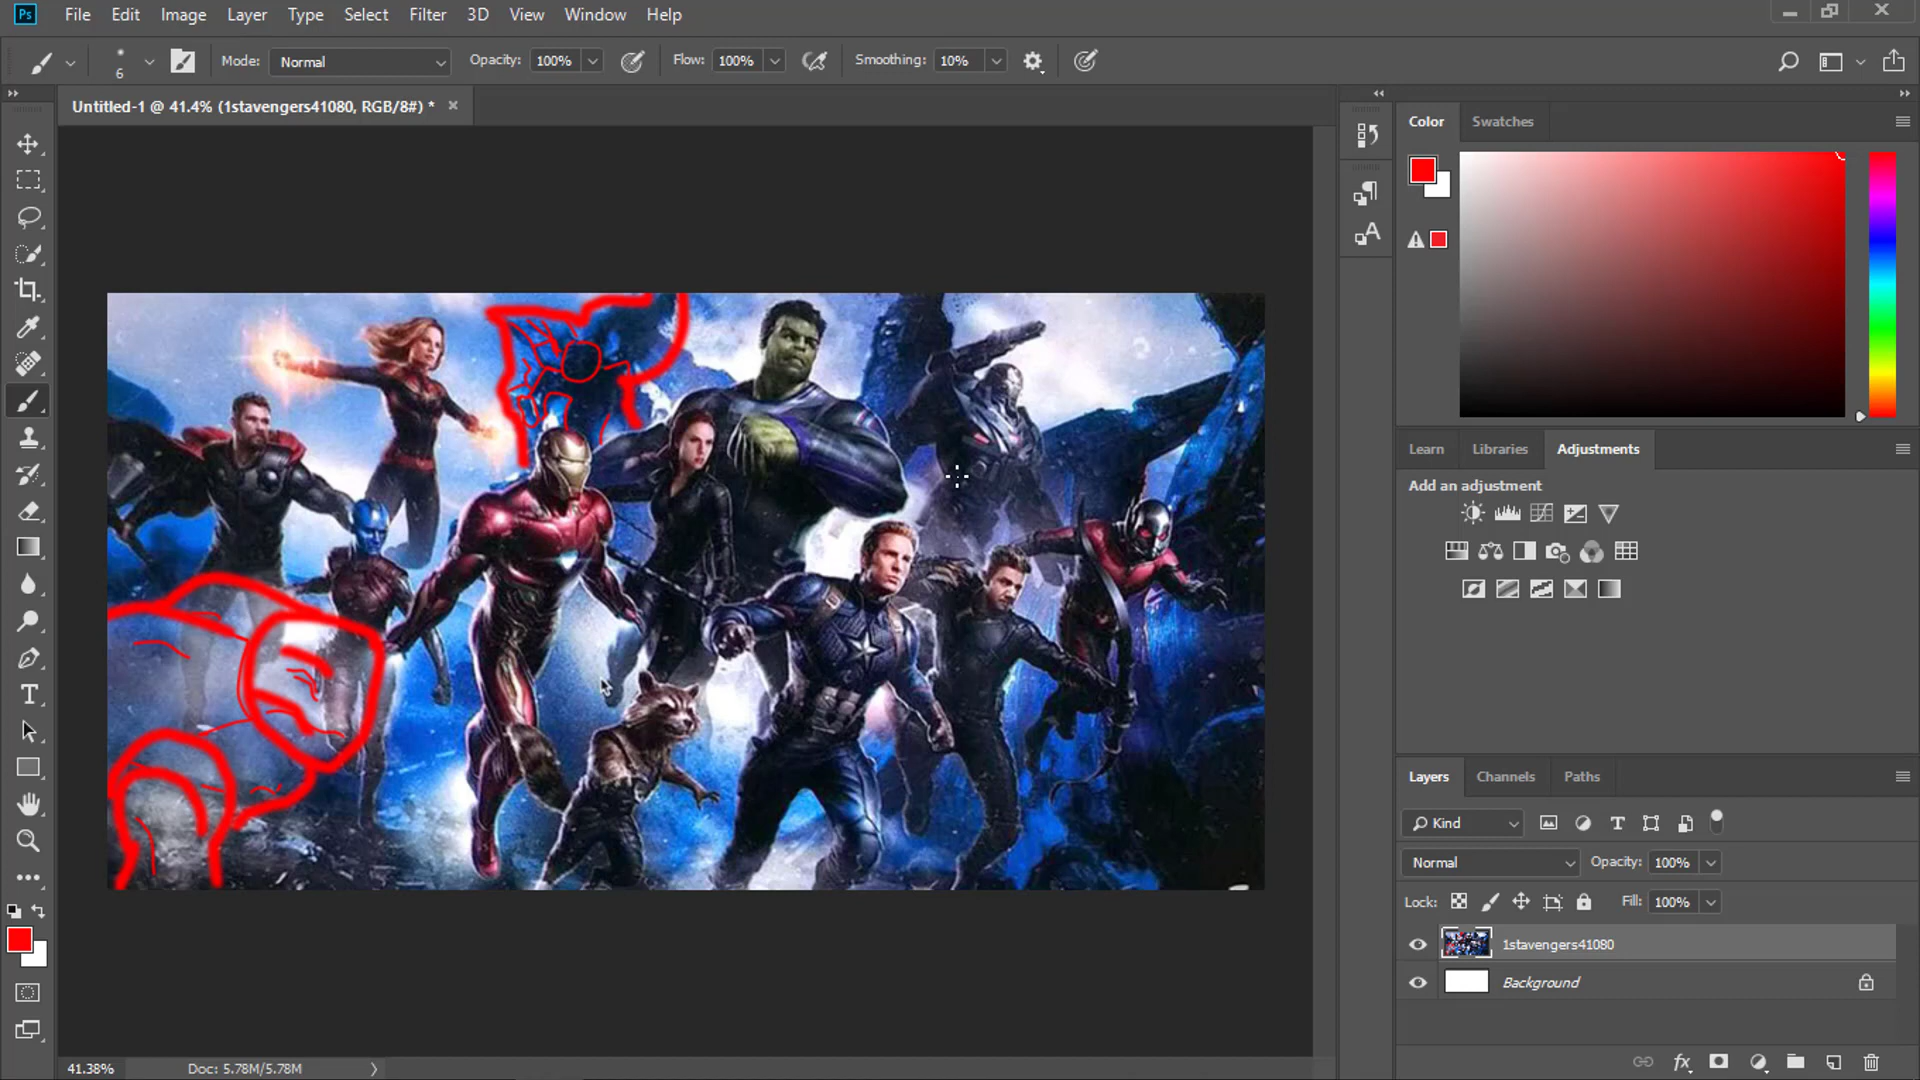 Ps File Edit Image Layer Type Select Filter 3D View Window Help
6 Mode: Normal Opacity: 100% Flow: 100% Smoothing: 10%
Untitled-1 @ 41.4% (1stavengers41080, RGB/8#) *
Color Swatches
Learn Libraries Adjustments
Add an adjustment
Layers Channels Paths
Kind
Normal Opacity: 100%
Lock: Fill: 100%
1stavengers41080
Background
41.38% Doc: 5.78M/5.78M